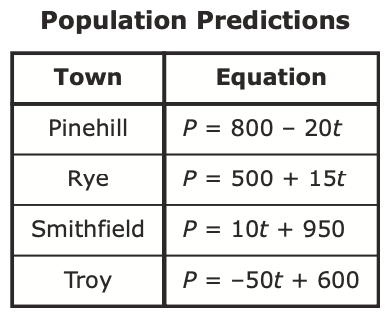 Population Predictions
Town Equation
Pinehill P = 800 – 20t
Rye P = 500 + 15t
Smithfield P = 10t + 950
Troy P = –50t + 600